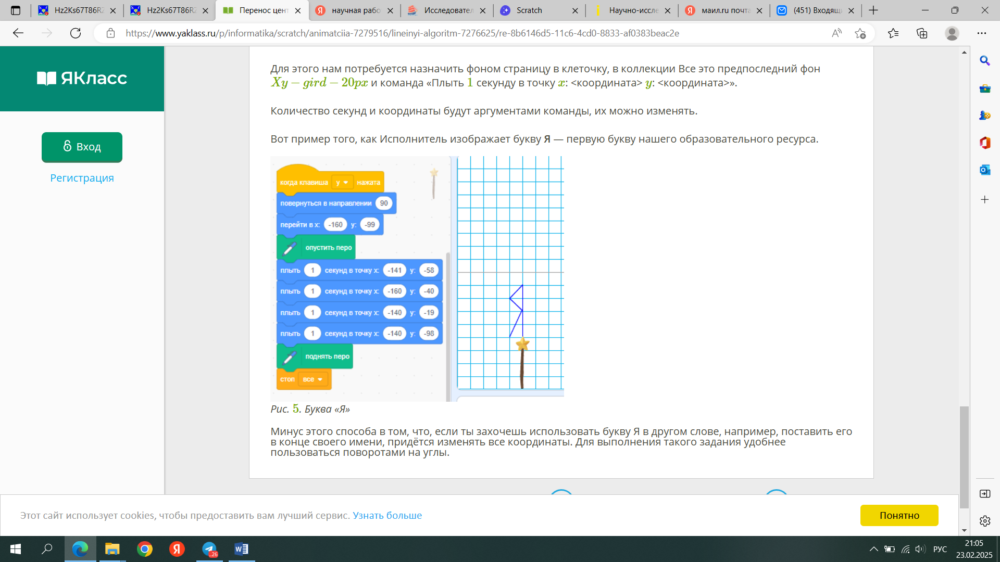 Hz2Ks67T86RZ
Hz2Ks67T86RZ
Перенос цент
научная рабо
Исследовател
Scratch
Научно-иссле
маил.ru почта
(451) Входящи
https://www.yaklass.ru/p/informatika/scratch/animatciia-7279516/lineinyi-algoritm-7276625/re-8b6146d5-11c6-4cd0-8833-af0383beac2e
ЯКласс
Вход
Регистрация
Для этого нам потребуется назначить фоном страницу в клеточку, в коллекции Все это предпоследний фон
Xy − gird − 20px и команда «Плыть 1 секунду в точку x: <координата> y: <координата>».
Количество секунд и координаты будут аргументами команды, их можно изменять.
Вот пример того, как Исполнитель изображает букву Я — первую букву нашего образовательного ресурса.
когда клавиша y нажата
повернуться в направлении 90
перейти в x: -160 y: -99
опустить перо
плыть 1 секунд в точку x: -141 y: -58
плыть 1 секунд в точку x: -160 y: -40
плыть 1 секунд в точку x: -140 y: -19
плыть 1 секунд в точку x: -140 y: -98
поднять перо
стоп все
Рис. 5. Буква «Я»
Минус этого способа в том, что, если ты захочешь использовать букву Я в другом слове, например, поставить его
в конце своего имени, придётся изменять все координаты. Для выполнения такого задания удобнее
пользоваться поворотами на углы.
Этот сайт использует cookies, чтобы предоставить вам лучший сервис. Узнать больше
Понятно
..26
РУС
21:05
23.02.2025